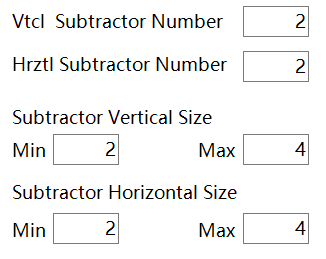 Vtcl Subtractor Number 2
Hrztl Subtractor Number 2
Subtractor Vertical Size
Min 2 Max 4
Subtractor Horizontal Size
Min 2 Max 4